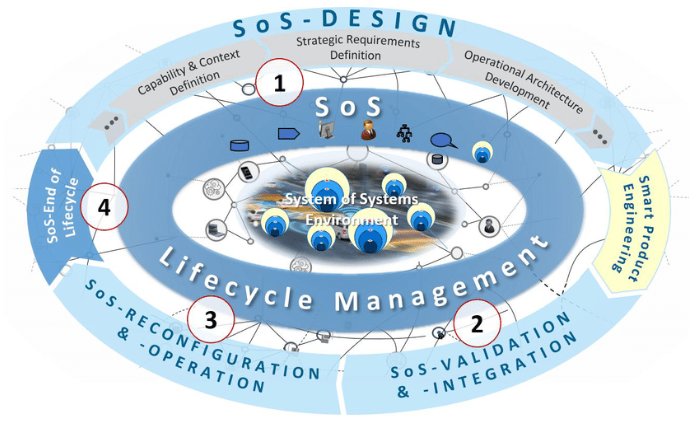 SoS-DESIGN
Capability & Context
Definition
Strategic Requirements
Definition
Operational Architecture
Development
1
SoS
Smart Product
Engineering
System of Systems
Environment
SoS-End of
Lifecycle
4
Lifecycle Management
2
SoS-VALIDATION
& -INTEGRATION
3
SoS-RECONFIGURATION
& -OPERATION